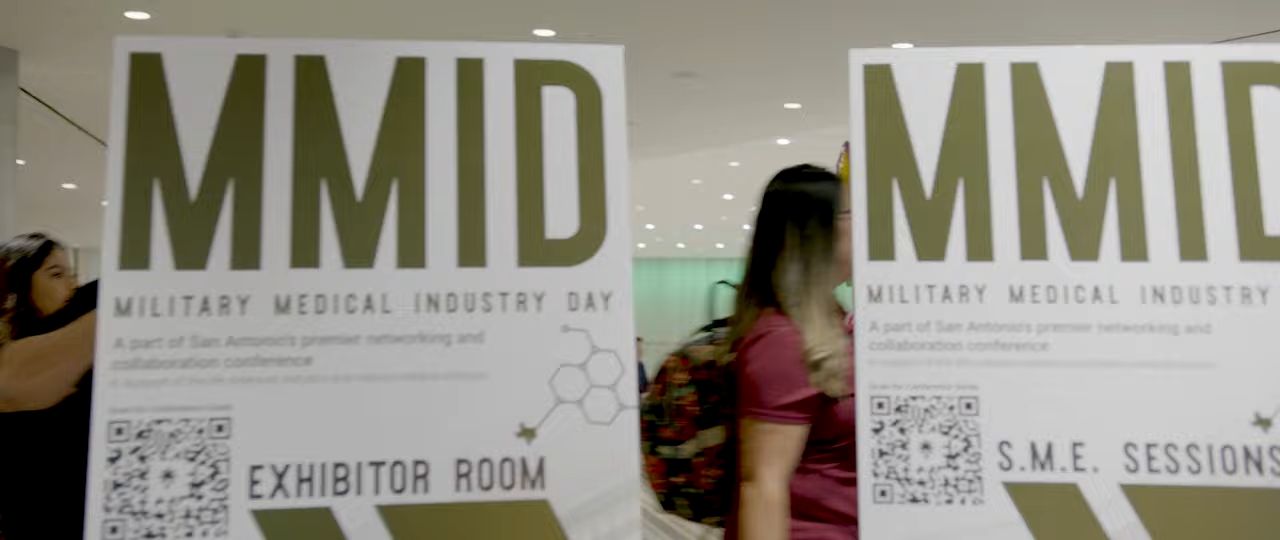 MMID
MILITARY MEDICAL INDUSTRY DAY
A part of San Antonio's premier networking and
collaboration conference
EXHIBITOR ROOM
MMID
MILITARY MEDICAL INDUSTRY
A part of San Antonio's premier networking and
collaboration conference
S.M.E. SESSIONS